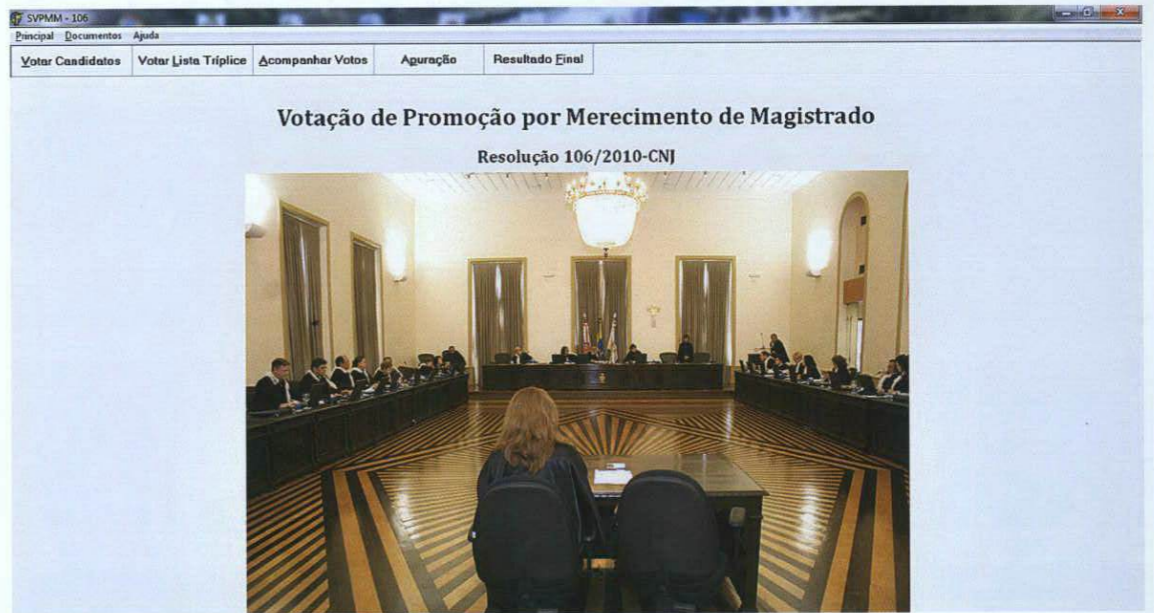 SVPMM - 106
Principal Documentos Ajuda
Votar Candidatos Votar Lista Tríplice Acompanhar Votos Apuração Resultado Final
Votação de Promoção por Merecimento de Magistrado
Resolução 106/2010-CNJ